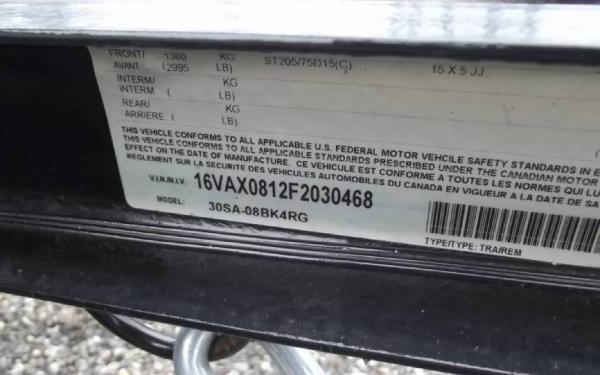 FRONT/ 1360 KG ST205/75D15(C) 15 X 5 JJ
AVANT (2995 LB)
INTERM/ KG
INTERM ( LB)
REAR/ KG
ARRIERE ( LB)
THIS VEHICLE CONFORMS TO ALL APPLICABLE U.S. FEDERAL MOTOR VEHCILE SAFETY STANDARDS IN E
THIS VEHICLE CONFORMS TO ALL APPLICABLE STANDARDS PRESCRIBED UNDER THE CANADIAN MOTOR
EFFECT ON THE DATE OF MANUFACTURE. CE VEHICULE EST CONFORME A TOUTES LES NORMES QUI LU
REGLEMENT SUR LA SECURITE DES VEHICULES AUTOMOBILES DU CANADA EN VIGUEUR A LA DATE DE SA
V.I.N./N.I.V. 16VAX0812F2030468
MODEL: 30SA-08BK4RG
TYPE/TYPE: TRA/REM